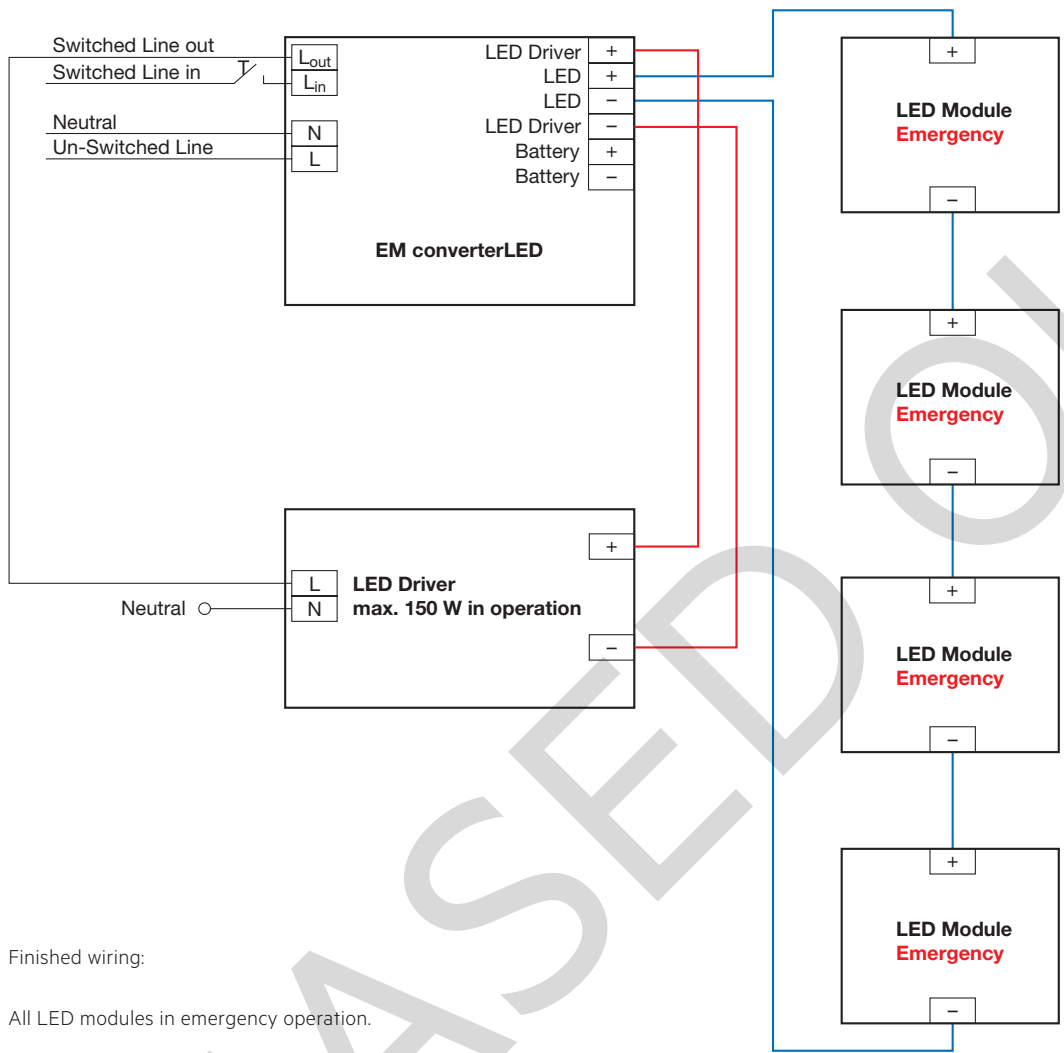 Switched Line out
Switched Line in
Neutral
Un-Switched Line
Lout
Lin
N
L
LED Driver +
LED +
LED −
LED Driver −
Battery +
Battery −
EM converterLED
L
N
Neutral
LED Driver
max. 150 W in operation
+
−
+
LED Module
Emergency
−
+
LED Module
Emergency
−
+
LED Module
Emergency
−
+
LED Module
Emergency
−
Finished wiring:
All LED modules in emergency operation.